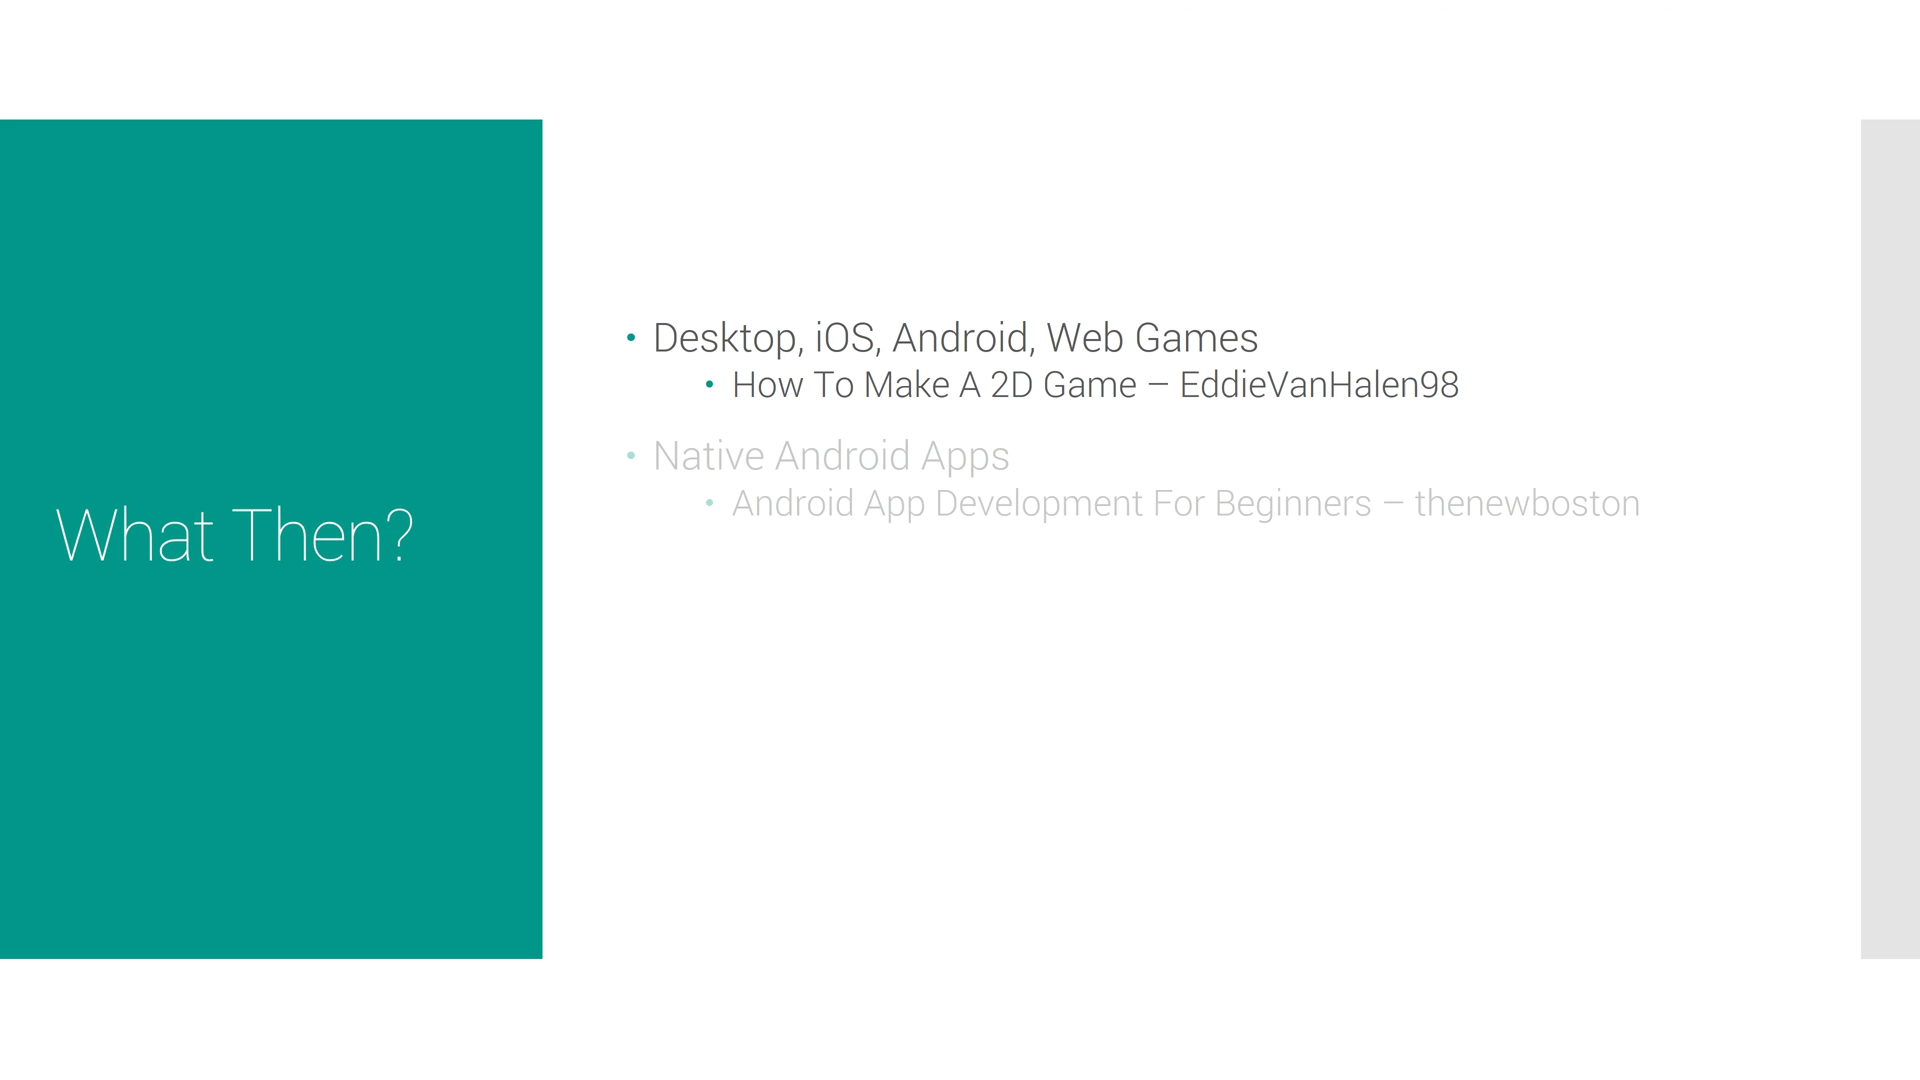 What Then?
• Desktop, iOS, Android, Web Games
• How To Make A 2D Game – EddieVanHalen98
• Native Android Apps
• Android App Development For Beginners – thenewboston